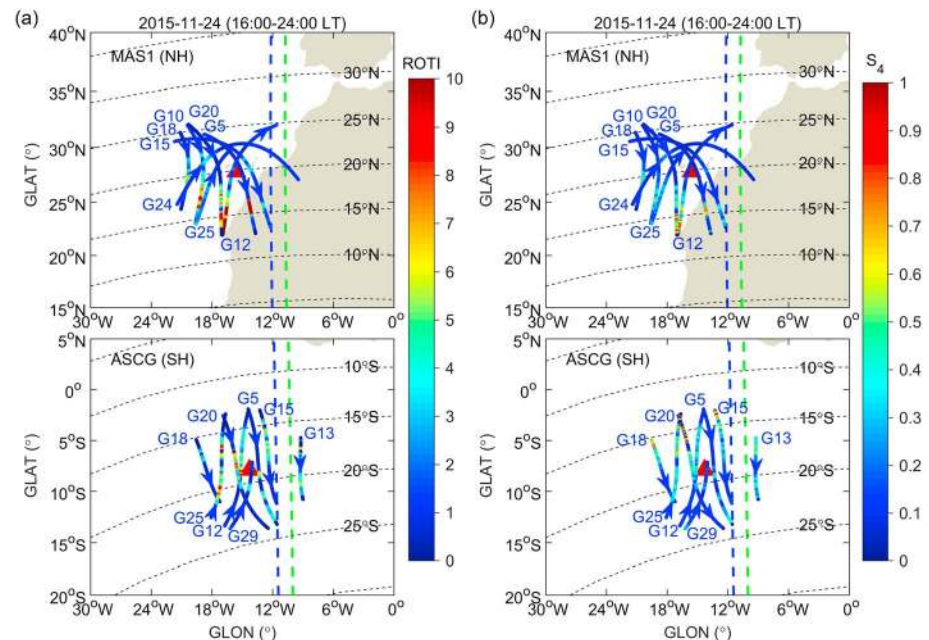 (a)
2015-11-24 (16:00-24:00 LT)
40°N
35°N
30°N
25°N
20°N
15°N
GLAT (°)
MAS1 (NH)
30°N
25°N
20°N
15°N
10°N
G10
G20
G18
G5
G15
G24
G25
G12
30°W
24°W
18°W
12°W
6°W
0°
ROTI
10
9
8
7
6
5
4
3
2
1
0
5°N
0°
5°S
10°S
15°S
20°S
GLAT (°)
ASCG (SH)
10°S
15°S
20°S
25°S
G5
G20
G15
G18
G13
G25
G12
G29
30°W
24°W
18°W
12°W
6°W
0°
GLON (°)
(b)
2015-11-24 (16:00-24:00 LT)
40°N
35°N
30°N
25°N
20°N
15°N
GLAT (°)
MAS1 (NH)
30°N
25°N
20°N
15°N
10°N
G10
G20
G18
G5
G15
G24
G25
G12
30°W
24°W
18°W
12°W
6°W
0°
S4
1
0.9
0.8
0.7
0.6
0.5
0.4
0.3
0.2
0.1
0
5°N
0°
5°S
10°S
15°S
20°S
GLAT (°)
ASCG (SH)
10°S
15°S
20°S
25°S
G5
G20
G15
G18
G13
G25
G12
G29
30°W
24°W
18°W
12°W
6°W
0°
GLON (°)